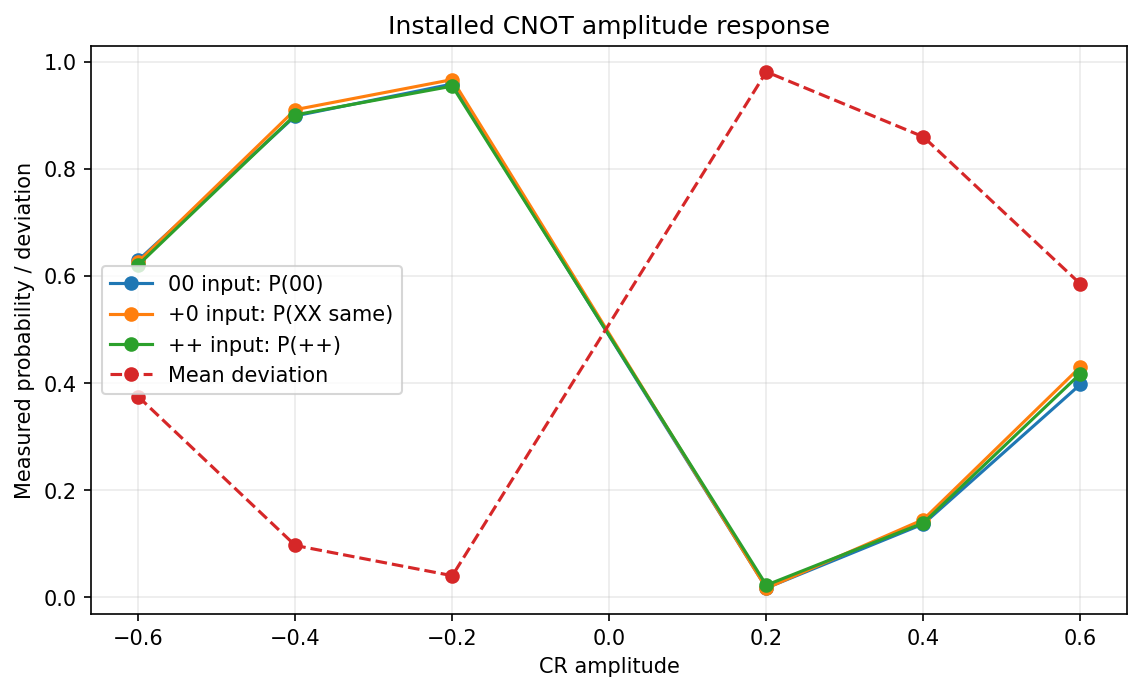 Installed CNOT amplitude response
Measured probability / deviation
1.0
0.8
0.6
0.4
0.2
0.0
00 input: P(00)
+0 input: P(XX same)
++ input: P(++)
Mean deviation
−0.6
−0.4
−0.2
0.0
0.2
0.4
0.6
CR amplitude